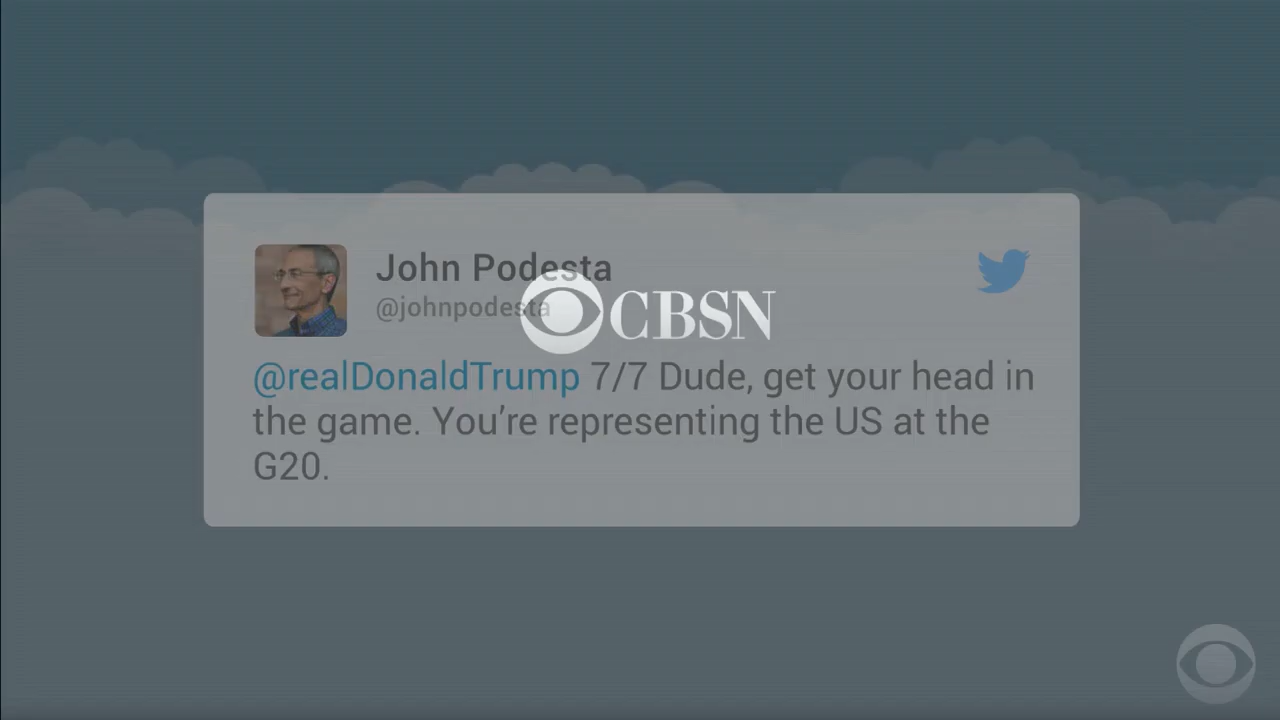 John Podesta
@johnpodesta
CBSN
@realDonaldTrump 7/7 Dude, get your head in
the game. You're representing the US at the
G20.